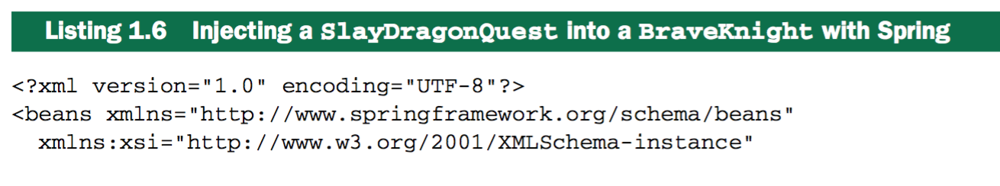 Listing 1.6 Injecting a SlayDragonQuest into a BraveKnight with Spring
<?xml version="1.0" encoding="UTF-8"?>
<beans xmlns="http://www.springframework.org/schema/beans"
xmlns:xsi="http://www.w3.org/2001/XMLSchema-instance"